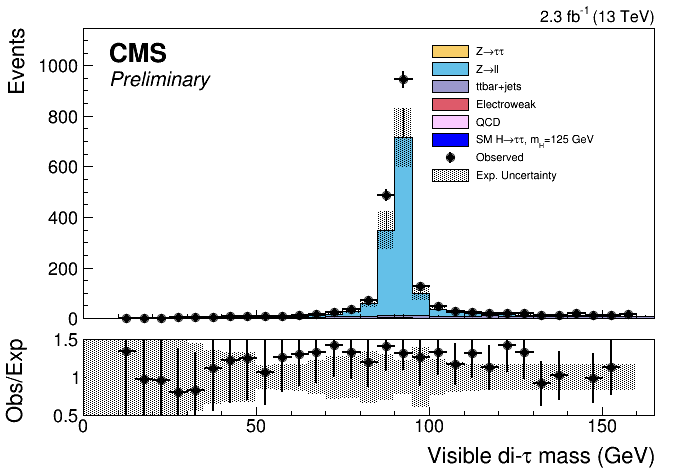 2.3 fb⁻¹ (13 TeV)
Events
1000
800
600
400
200
0
CMS
Preliminary
Z→ττ
Z→ll
ttbar+jets
Electroweak
QCD
SM H→ττ, m_H=125 GeV
Observed
Exp. Uncertainty
Obs/Exp
1.5
1
0.5
0 50 100 150
Visible di-τ mass (GeV)